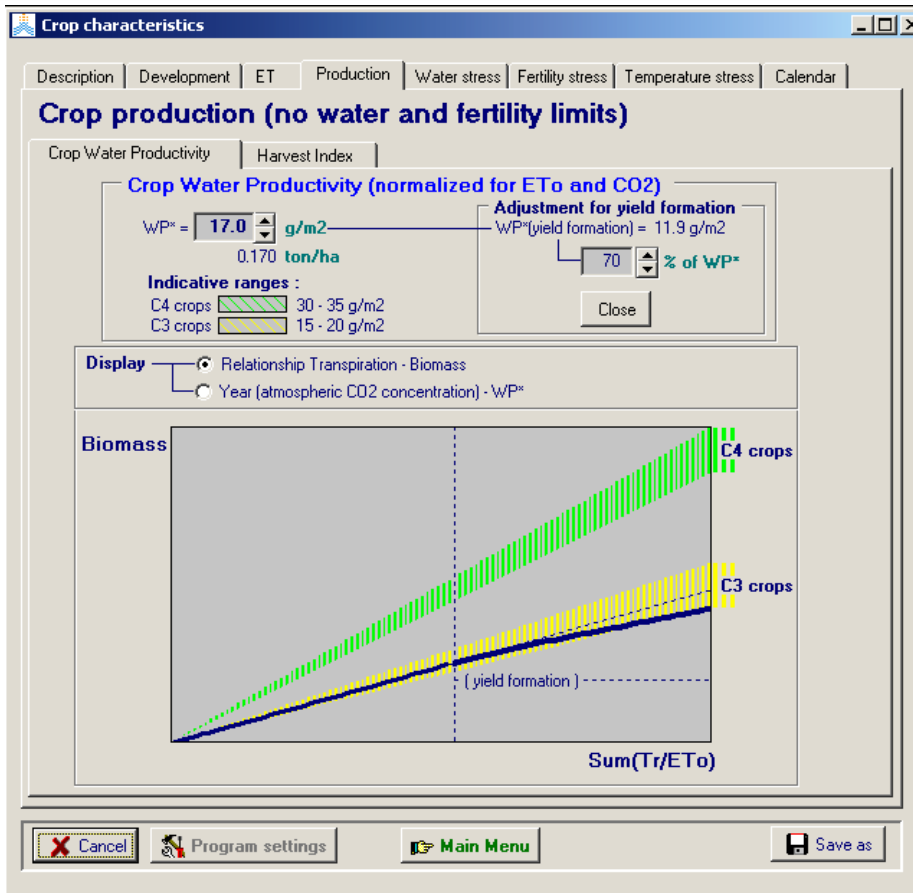 Crop characteristics
Description Development ET Production Water stress Fertility stress Temperature stress Calendar
Crop production (no water and fertility limits)
Crop Water Productivity Harvest Index
Crop Water Productivity (normalized for ETo and CO2)
Adjustment for yield formation
WP* = 17.0 g/m2 WP*(yield formation) = 11.9 g/m2
0.170 ton/ha 70 % of WP*
Indicative ranges :
C4 crops 30 - 35 g/m2 Close
C3 crops 15 - 20 g/m2
Display Relationship Transpiration - Biomass
Year (atmospheric CO2 concentration) - WP*
Biomass
C4 crops
C3 crops
( yield formation )
Sum(Tr/ETo)
Cancel Program settings Main Menu Save as